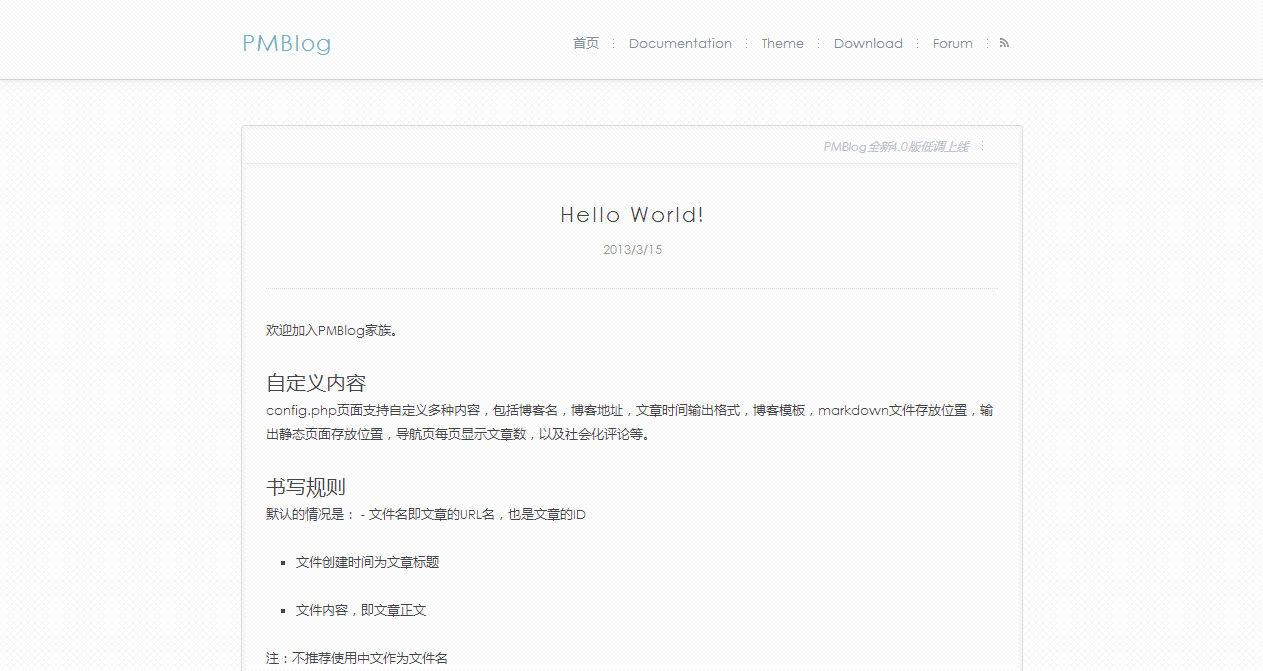 PMBlog
首页 Documentation Theme Download Forum
PMBlog全新4.0版低调上线
Hello World!
2013/3/15
欢迎加入PMBlog家族。
自定义内容
config.php页面支持自定义多种内容，包括博客名，博客地址，文章时间输出格式，博客模板，markdown文件存放位置，输
出静态页面存放位置，导航页每页显示文章数，以及社会化评论等。
书写规则
默认的情况是： - 文件名即文章的URL名，也是文章的ID
文件创建时间为文章标题
文件内容，即文章正文
注：不推荐使用中文作为文件名